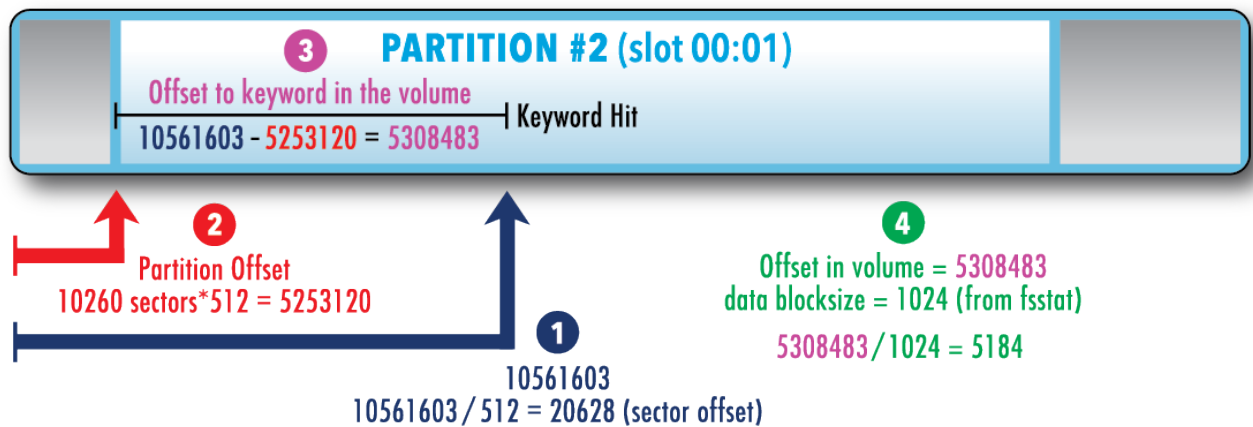 PARTITION #2 (slot 00:01)
3
Offset to keyword in the volume
Keyword Hit
10561603 - 5253120 = 5308483
2
Partition Offset
10260 sectors*512 = 5253120
1
10561603
10561603/512 = 20628 (sector offset)
4
Offset in volume = 5308483
data blocksize = 1024 (from fsstat)
5308483/1024 = 5184